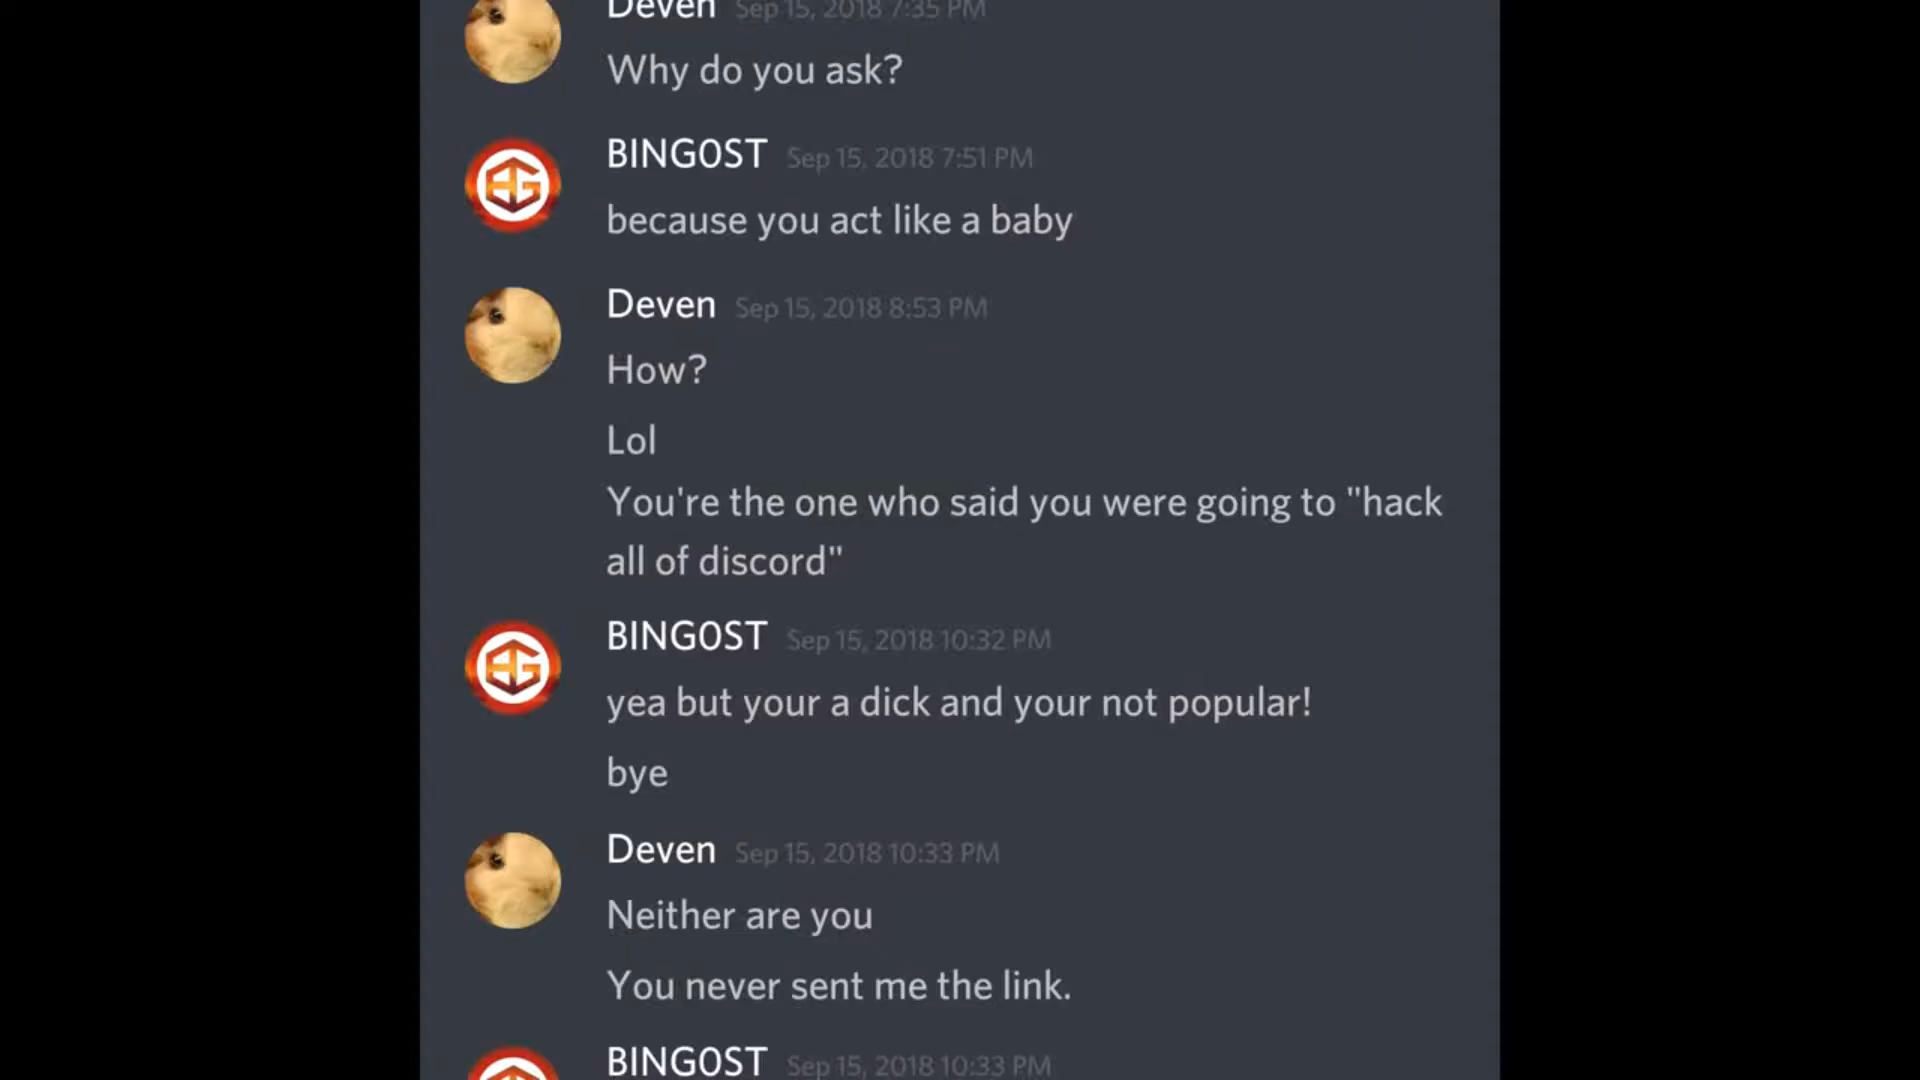 Deven Sep 15, 2018 7:35 PM
Why do you ask?
BINGOST Sep 15, 2018 7:51 PM
because you act like a baby
Deven Sep 15, 2018 8:53 PM
How?
Lol
You're the one who said you were going to "hack
all of discord"
BINGOST Sep 15, 2018 10:32 PM
yea but your a dick and your not popular!
bye
Deven Sep 15, 2018 10:33 PM
Neither are you
You never sent me the link.
BINGOST Sep 15, 2018 10:33 PM